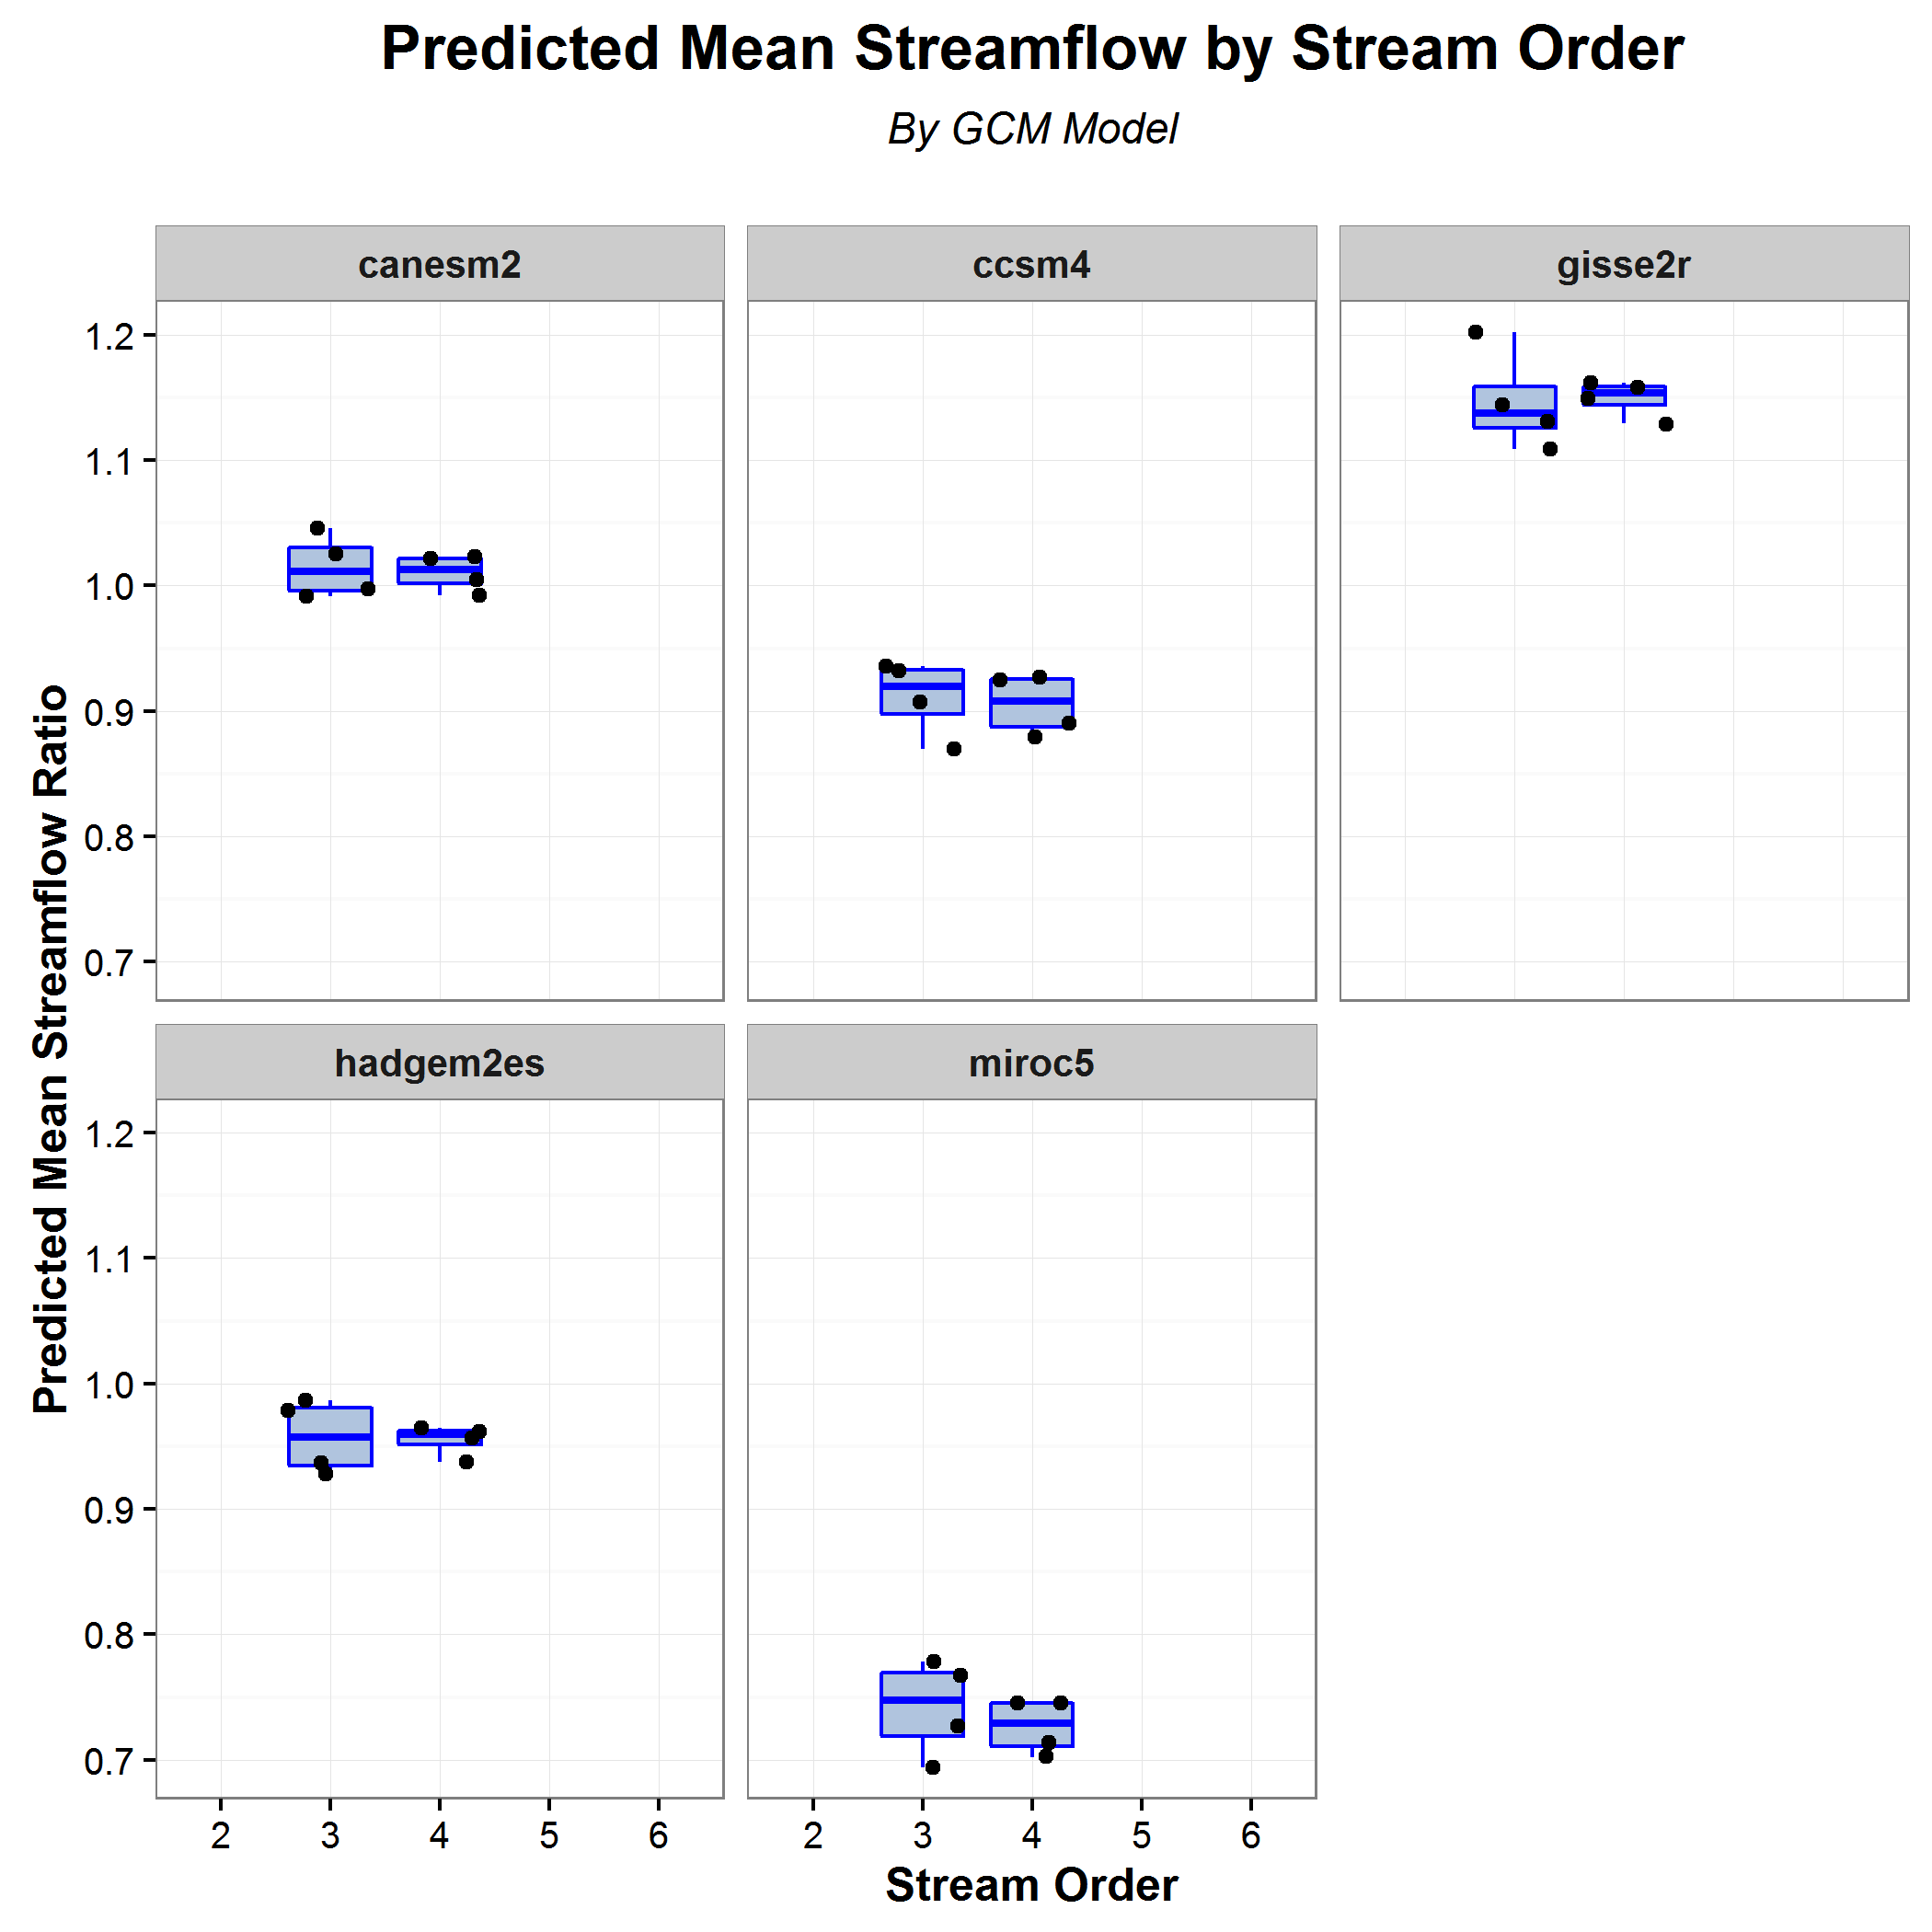 Predicted Mean Streamflow by Stream Order
By GCM Model
canesm2
ccsm4
gisse2r
1.2
1.1
1.0
0.9
0.8
0.7
Predicted Mean Streamflow Ratio
hadgem2es
miroc5
1.2
1.1
1.0
0.9
0.8
0.7
2 3 4 5 6
2 3 4 5 6
Stream Order